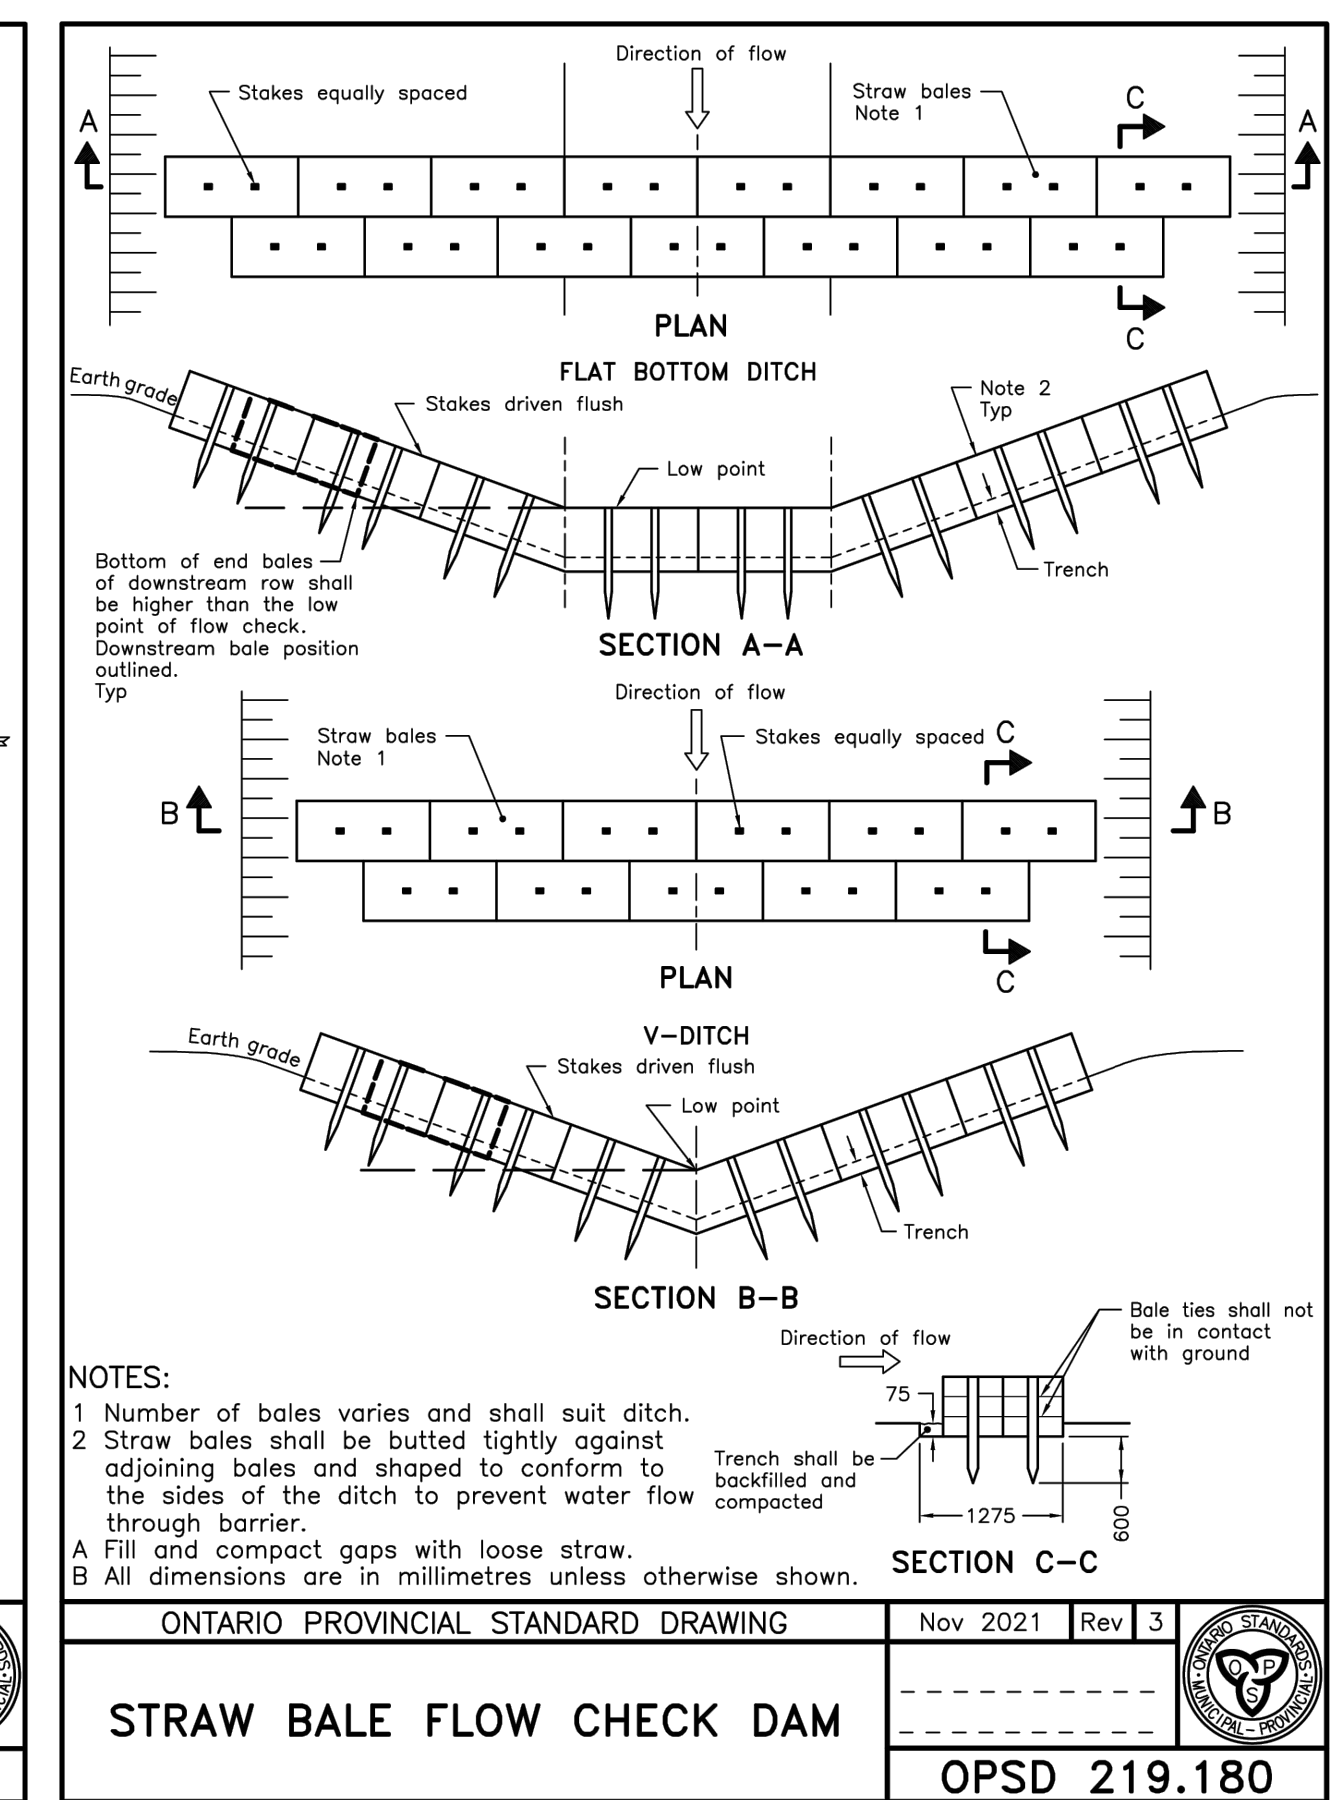 Direction of flow
Stakes equally spaced
Straw bales
Note 1
C
A
A
C
PLAN
FLAT BOTTOM DITCH
Earth grade
Stakes driven flush
Note 2
Typ
Low point
Trench
Bottom of end bales
of downstream row shall
be higher than the low
point of flow check.
Downstream bale position
outlined.
Typ
SECTION A-A
Direction of flow
Straw bales
Note 1
Stakes equally spaced
C
B
B
C
PLAN
V-DITCH
Earth grade
Stakes driven flush
Low point
Trench
SECTION B-B
Bale ties shall not
be in contact
with ground
Direction of flow
75
Trench shall be
backfilled and
compacted
1275
600
SECTION C-C
NOTES:
1 Number of bales varies and shall suit ditch.
2 Straw bales shall be butted tightly against
adjoining bales and shaped to conform to
the sides of the ditch to prevent water flow
through barrier.
A Fill and compact gaps with loose straw.
B All dimensions are in millimetres unless otherwise shown.
ONTARIO PROVINCIAL STANDARD DRAWING
Nov 2021
Rev
3
STRAW BALE FLOW CHECK DAM
ONTARIO STANDARDS
MUNICIPAL-PROVINCIAL
OPS
OPSD 219.180